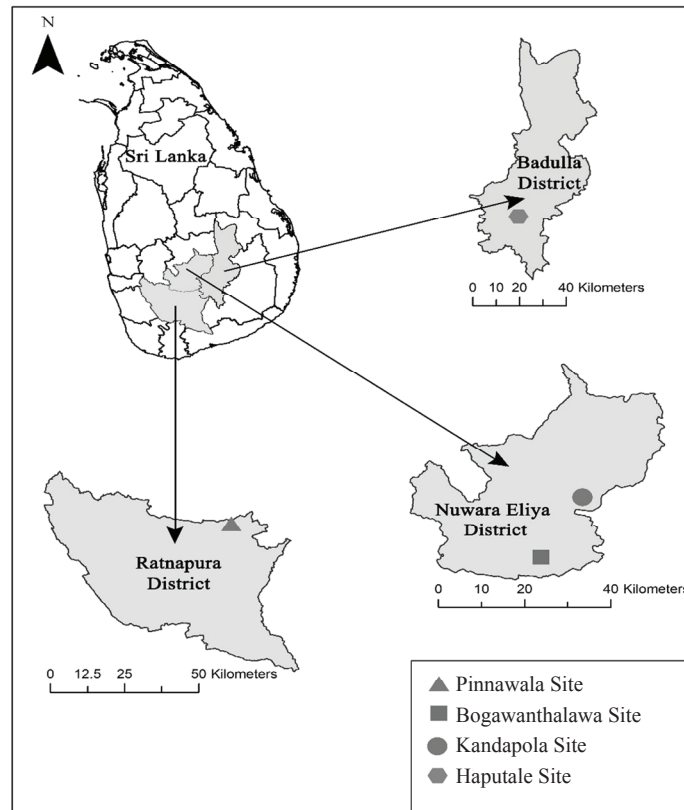 N
Sri Lanka
Badulla
District
0 10 20 40 Kilometers
Nuwara Eliya
District
0 10 20 40 Kilometers
Ratnapura
District
0 12.5 25 50 Kilometers
Pinnawala Site
Bogawanthalawa Site
Kandapola Site
Haputale Site